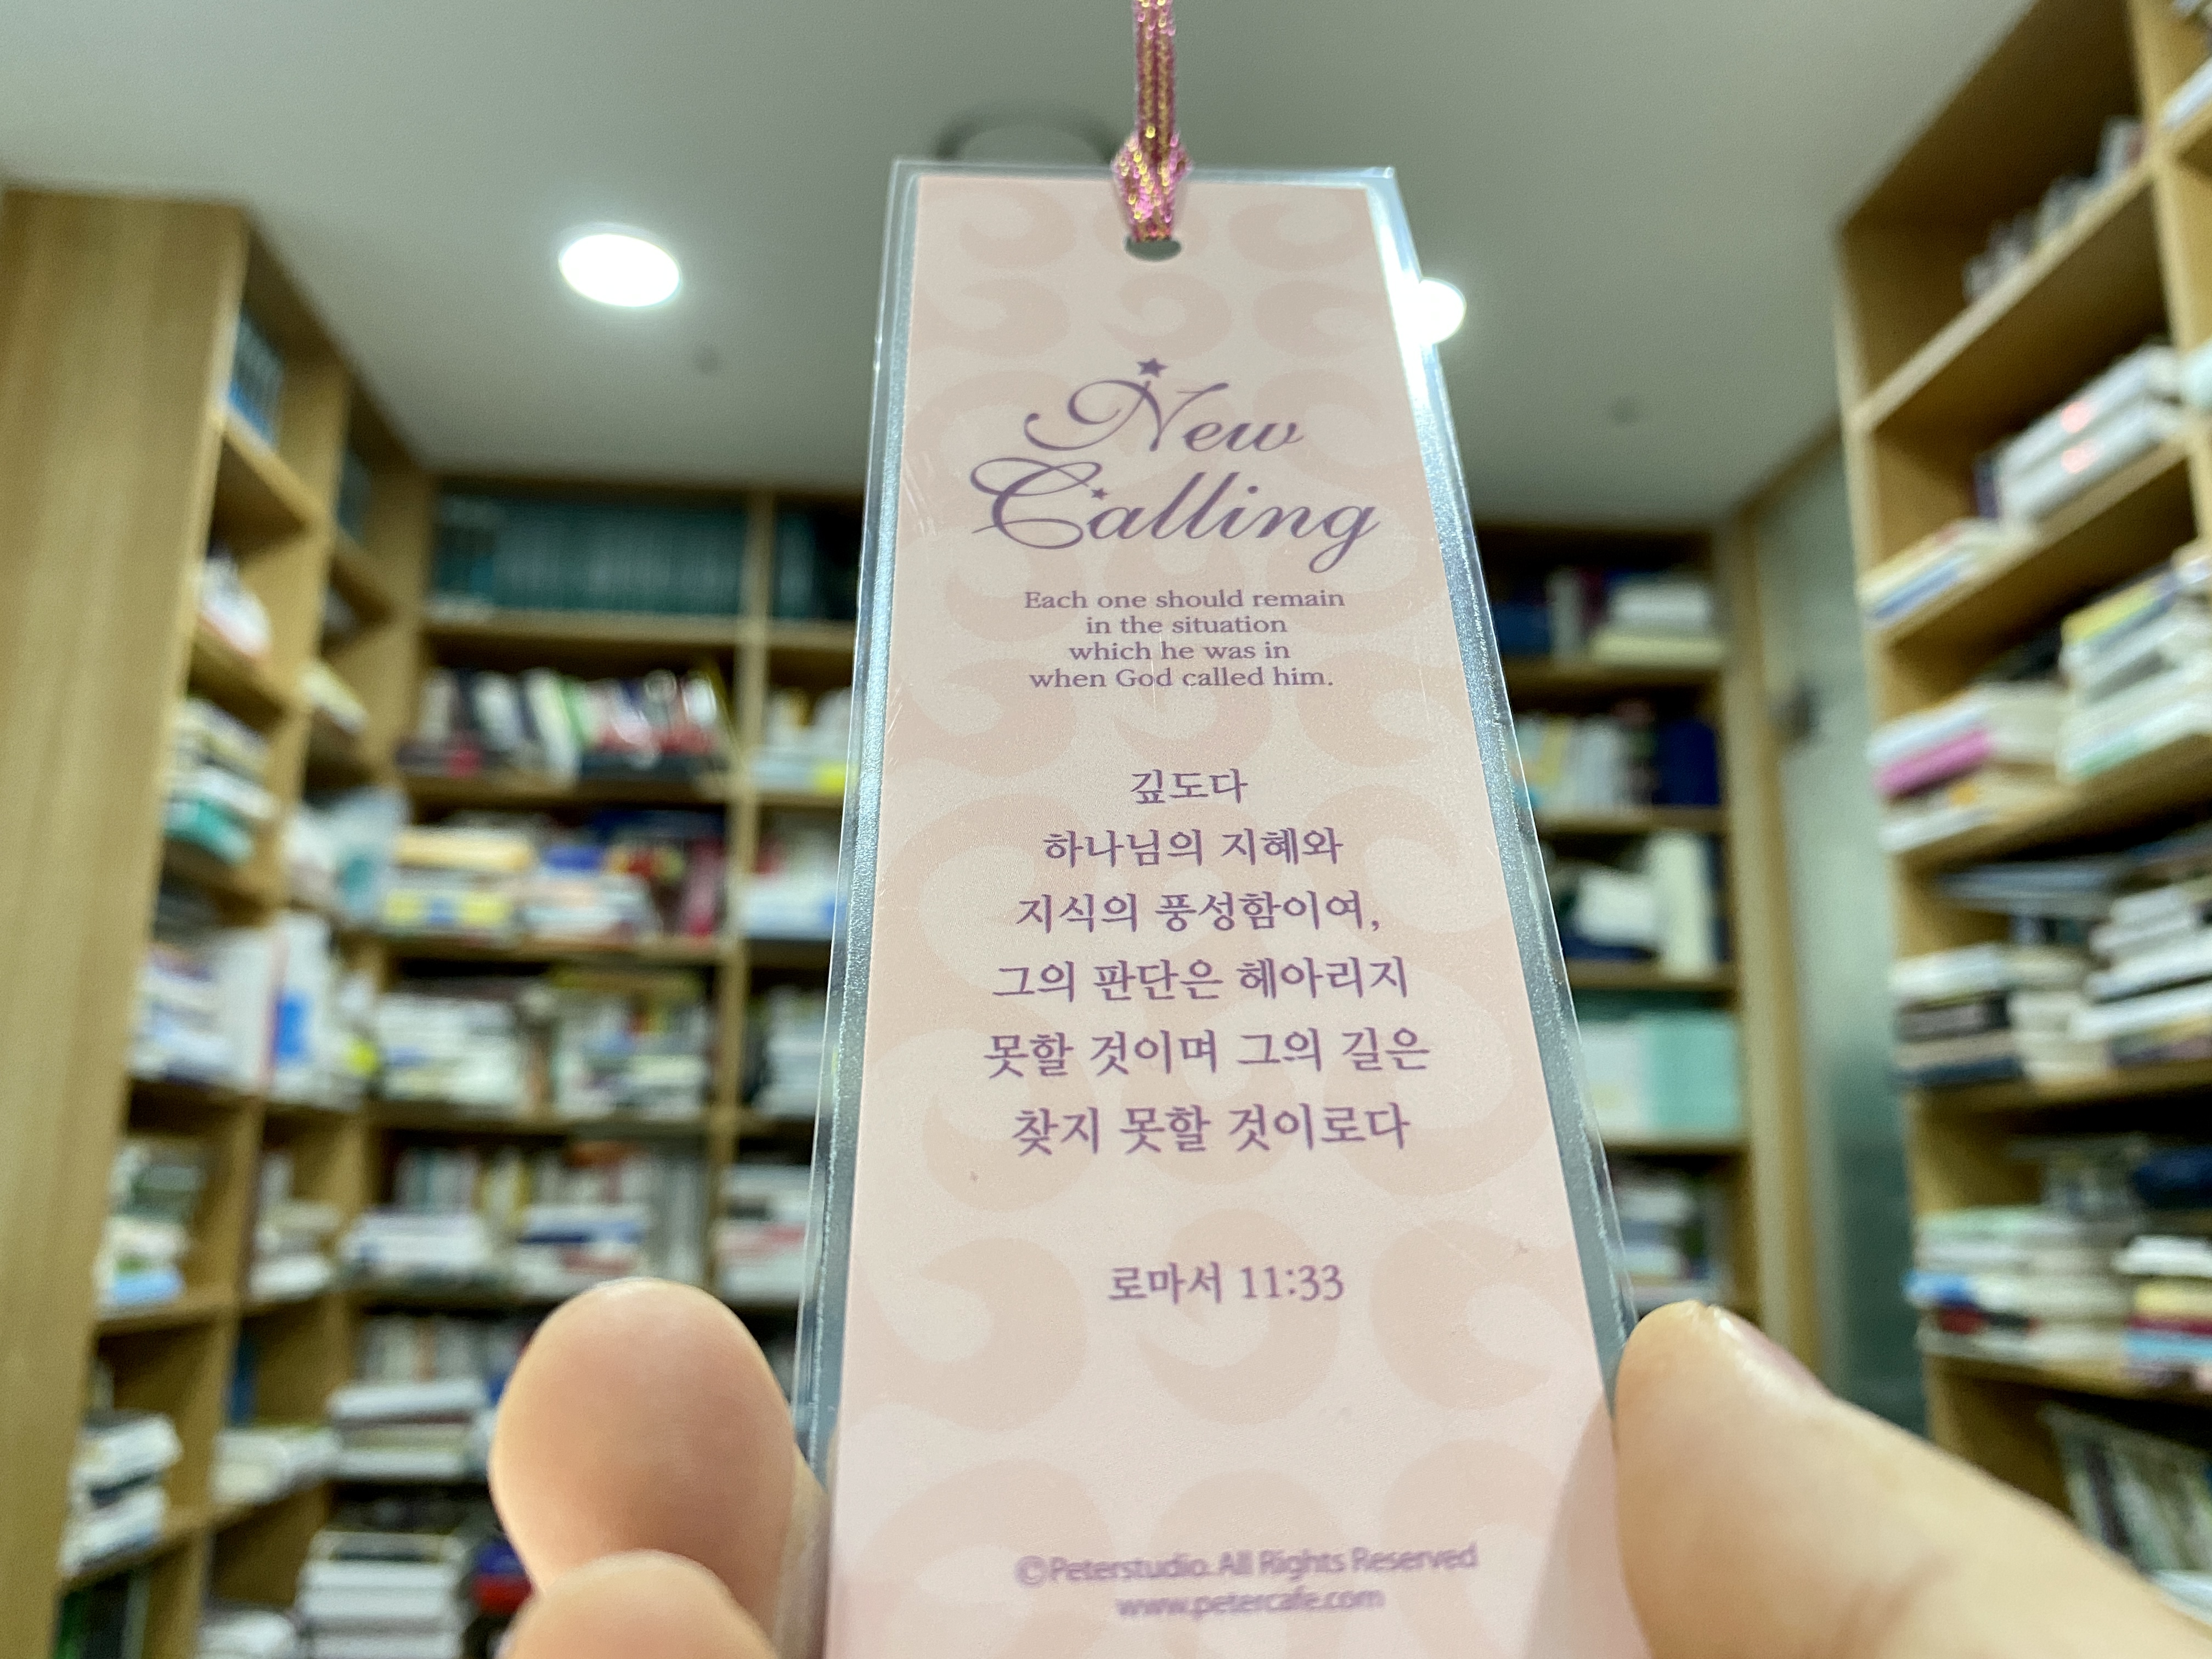 New
Calling
Each one should remain
in the situation
which he was in
when God called him.
깊도다
하나님의 지혜와
지식의 풍성함이여,
그의 판단은 헤아리지
못할 것이며 그의 길은
찾지 못할 것이로다
로마서 11:33
©Peterstudio. All Rights Reserved
www.petercafe.com